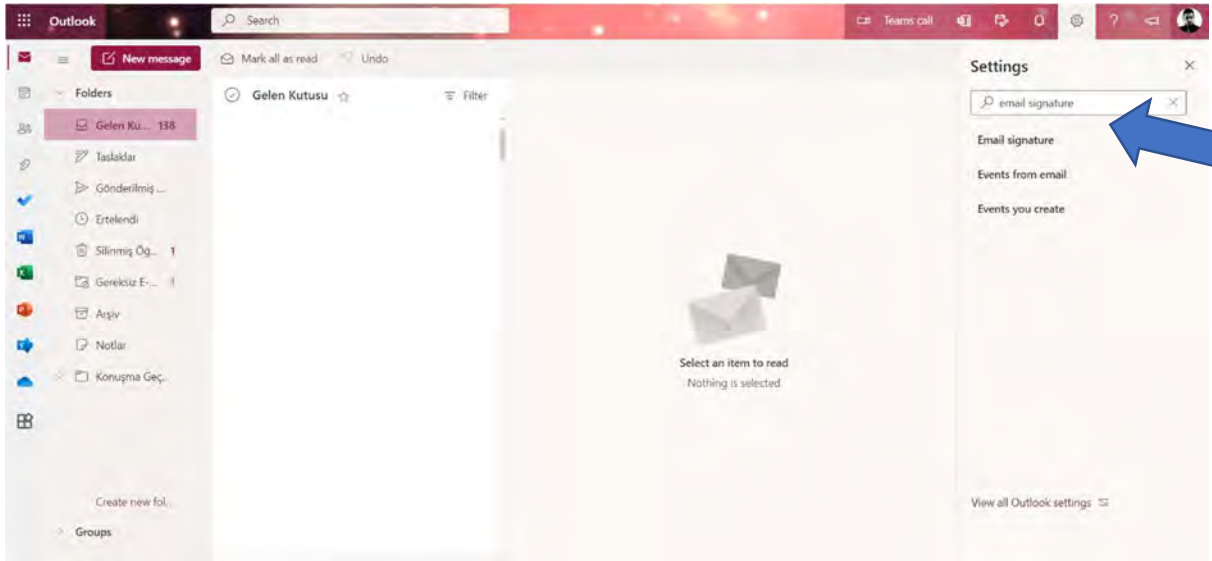 Outlook
Search
Teams call
?
New message
Mark all as read
Undo
Settings
Folders
Gelen Kutusu
Filter
email signature
Gelen Ku... 138
Email signature
Taslaklar
Events from email
Gönderilmiş ...
Events you create
Ertelendi
Silinmiş Öğ... 1
Gereksiz E-...
Arşiv
Notlar
Select an item to read
Konuşma Geç...
Nothing is selected
Create new fol...
View all Outlook settings
Groups